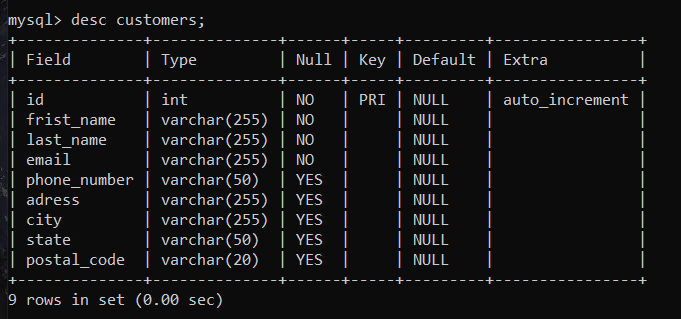 mysql> desc customers;
+--------------+--------------+------+-----+---------+----------------+
| Field        | Type         | Null | Key | Default | Extra          |
+--------------+--------------+------+-----+---------+----------------+
| id           | int          | NO   | PRI | NULL    | auto_increment |
| frist_name   | varchar(255) | NO   |     | NULL    |                |
| last_name    | varchar(255) | NO   |     | NULL    |                |
| email        | varchar(255) | NO   |     | NULL    |                |
| phone_number | varchar(50)  | YES  |     | NULL    |                |
| adress       | varchar(255) | YES  |     | NULL    |                |
| city         | varchar(255) | YES  |     | NULL    |                |
| state        | varchar(50)  | YES  |     | NULL    |                |
| postal_code  | varchar(20)  | YES  |     | NULL    |                |
+--------------+--------------+------+-----+---------+----------------+
9 rows in set (0.00 sec)